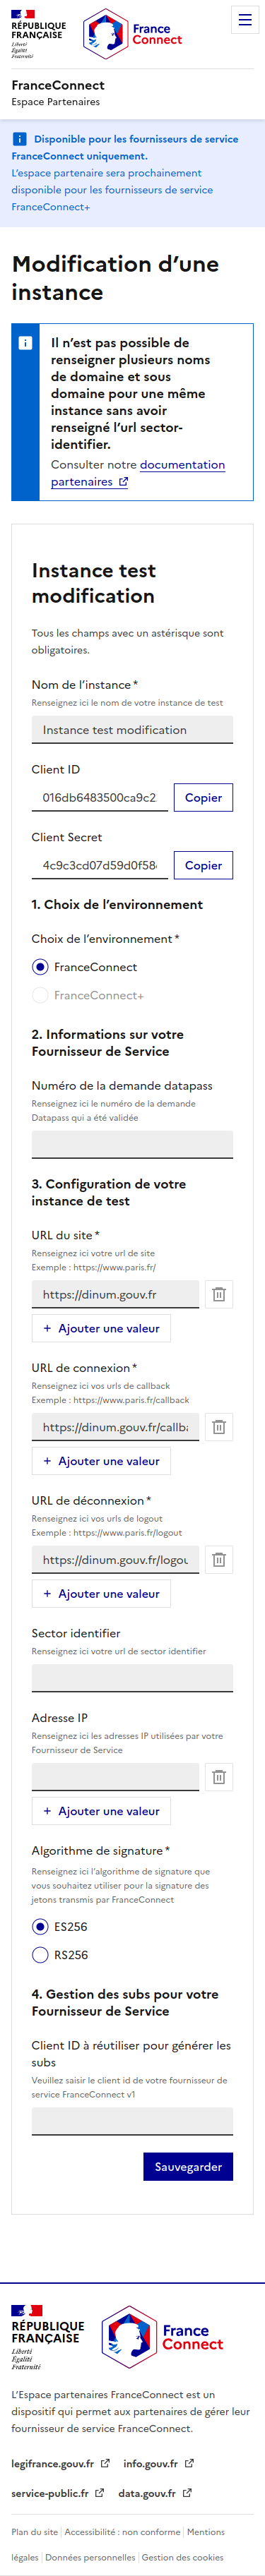 RÉPUBLIQUE
FRANÇAISE
Liberté
Égalité
Fraternité
France
Connect
FranceConnect
Espace Partenaires
Disponible pour les fournisseurs de service
FranceConnect uniquement.
L’espace partenaire sera prochainement
disponible pour les fournisseurs de service
FranceConnect+
Modification d’une
instance
Il n’est pas possible de
renseigner plusieurs noms
de domaine et sous
domaine pour une même
instance sans avoir
renseigné l’url sector-
identifier.
Consulter notre documentation
partenaires
Instance test
modification
Tous les champs avec un astérisque sont
obligatoires.
Nom de l’instance *
Renseignez ici le nom de votre instance de test
Instance test modification
Client ID
016db6483500ca9c2 Copier
Client Secret
4c9c3cd07d59d0f58 Copier
1. Choix de l’environnement
Choix de l’environnement *
FranceConnect
FranceConnect+
2. Informations sur votre
Fournisseur de Service
Numéro de la demande datapass
Renseignez ici le numéro de la demande
Datapass qui a été validée
3. Configuration de votre
instance de test
URL du site *
Renseignez ici votre url de site
Exemple : https://www.paris.fr/
https://dinum.gouv.fr
+ Ajouter une valeur
URL de connexion *
Renseignez ici vos urls de callback
Exemple : https://www.paris.fr/callback
https://dinum.gouv.fr/callba
+ Ajouter une valeur
URL de déconnexion *
Renseignez ici vos urls de logout
Exemple : https://www.paris.fr/logout
https://dinum.gouv.fr/logou
+ Ajouter une valeur
Sector identifier
Renseignez ici votre url de sector identifier
Adresse IP
Renseignez ici les adresses IP utilisées par votre
Fournisseur de Service
+ Ajouter une valeur
Algorithme de signature *
Renseignez ici l’algorithme de signature que
vous souhaitez utiliser pour la signature des
jetons transmis par FranceConnect
ES256
RS256
4. Gestion des subs pour votre
Fournisseur de Service
Client ID à réutiliser pour générer les
subs
Veuillez saisir le client id de votre fournisseur de
service FranceConnect v1
Sauvegarder
RÉPUBLIQUE
FRANÇAISE
Liberté
Égalité
Fraternité
France
Connect
L’Espace partenaires FranceConnect est un
dispositif qui permet aux partenaires de gérer leur
fournisseur de service FranceConnect.
legifrance.gouv.fr info.gouv.fr
service-public.fr data.gouv.fr
Plan du site Accessibilité : non conforme Mentions
légales Données personnelles Gestion des cookies